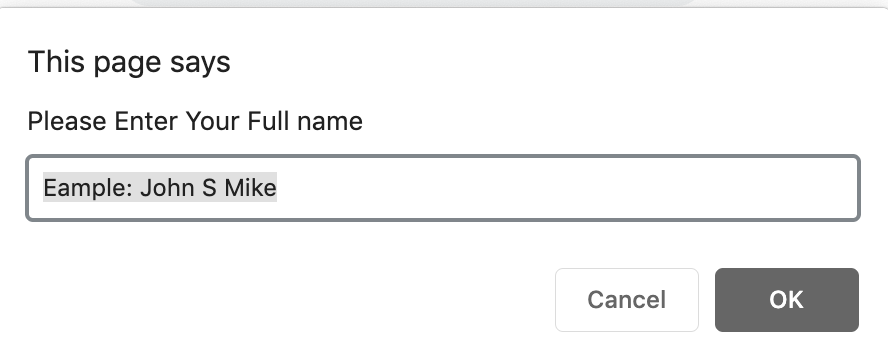 This page says
Please Enter Your Full name
Eample: John S Mike
Cancel OK